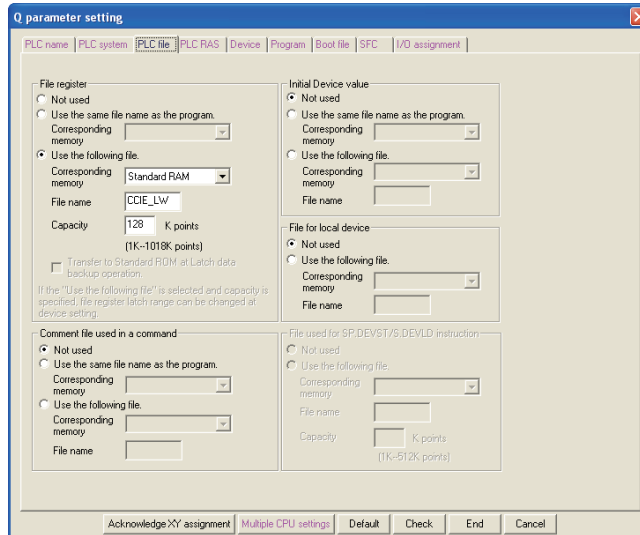 Q parameter setting
PLC name
PLC system
PLC file
PLC RAS
Device
Program
Boot file
SFC
I/O assignment
File register
Not used
Use the same file name as the program.
Corresponding
memory
Use the following file.
Corresponding
memory
Standard RAM
File name
CCIE_LW
Capacity
128
K points
(1K--1018K points)
Transfer to Standard ROM at Latch data
backup operation.
If the "Use the following file" is selected and capacity is
specified, file register latch range can be changed at
device setting.
Comment file used in a command
Not used
Use the same file name as the program.
Corresponding
memory
Use the following file.
Corresponding
memory
File name
Initial Device value
Not used
Use the same file name as the program.
Corresponding
memory
Use the following file.
Corresponding
memory
File name
File for local device
Not used
Use the following file.
Corresponding
memory
File name
File used for SP.DEVST/S.DEVLD instruction
Not used
Use the following file.
Corresponding
memory
File name
Capacity
K points
(1K--512K points)
Acknowledge XY assignment
Multiple CPU settings
Default
Check
End
Cancel